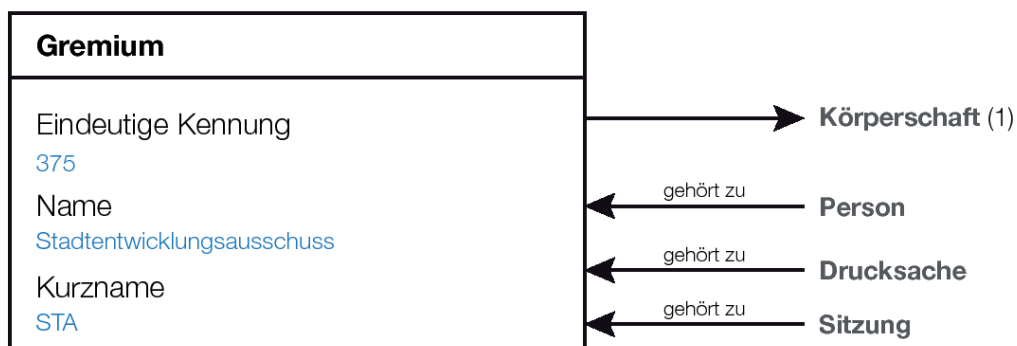 Gremium
Eindeutige Kennung
375
Name
Stadtentwicklungsausschuss
Kurzname
STA
Körperschaft (1)
gehört zu
Person
gehört zu
Drucksache
gehört zu
Sitzung